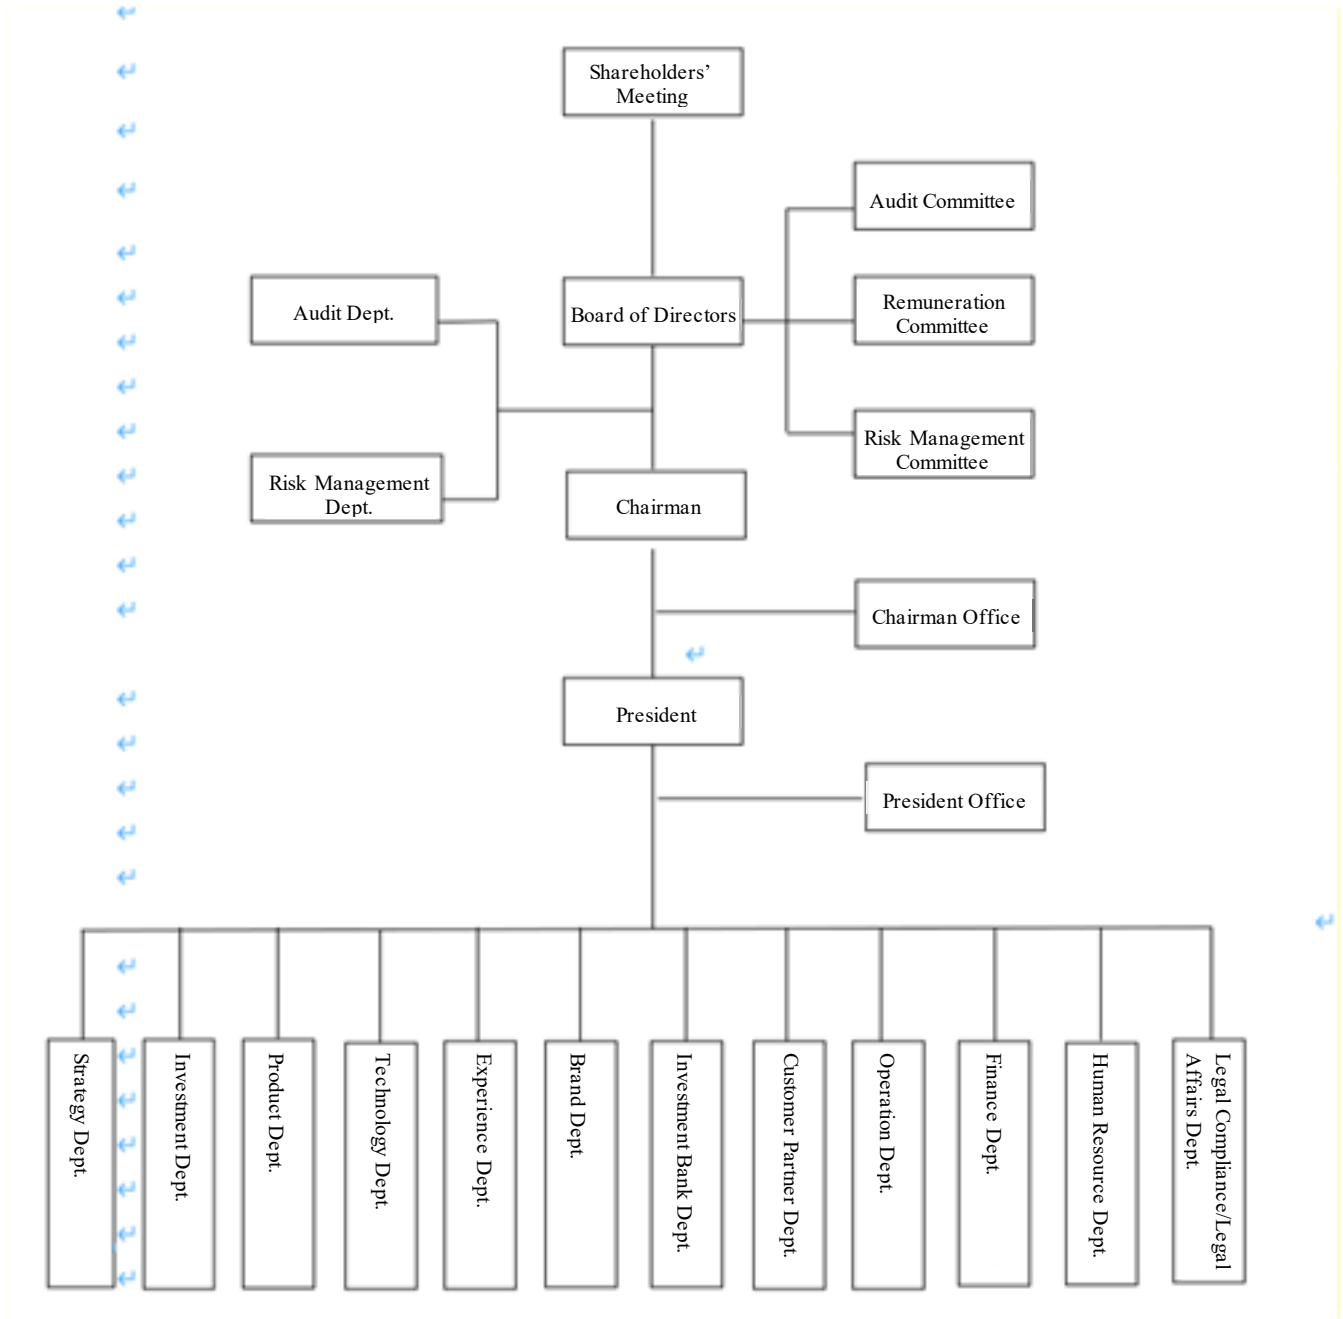 Shareholders’
Meeting
Audit Committee
Audit Dept.
Board of Directors
Remuneration
Committee
Risk Management
Committee
Risk Management
Dept.
Chairman
Chairman Office
President
President Office
Strategy Dept.
Investment Dept.
Product Dept.
Technology Dept.
Experience Dept.
Brand Dept.
Investment Bank Dept.
Customer Partner Dept.
Operation Dept.
Finance Dept.
Human Resource Dept.
Legal Compliance/Legal
Affairs Dept.